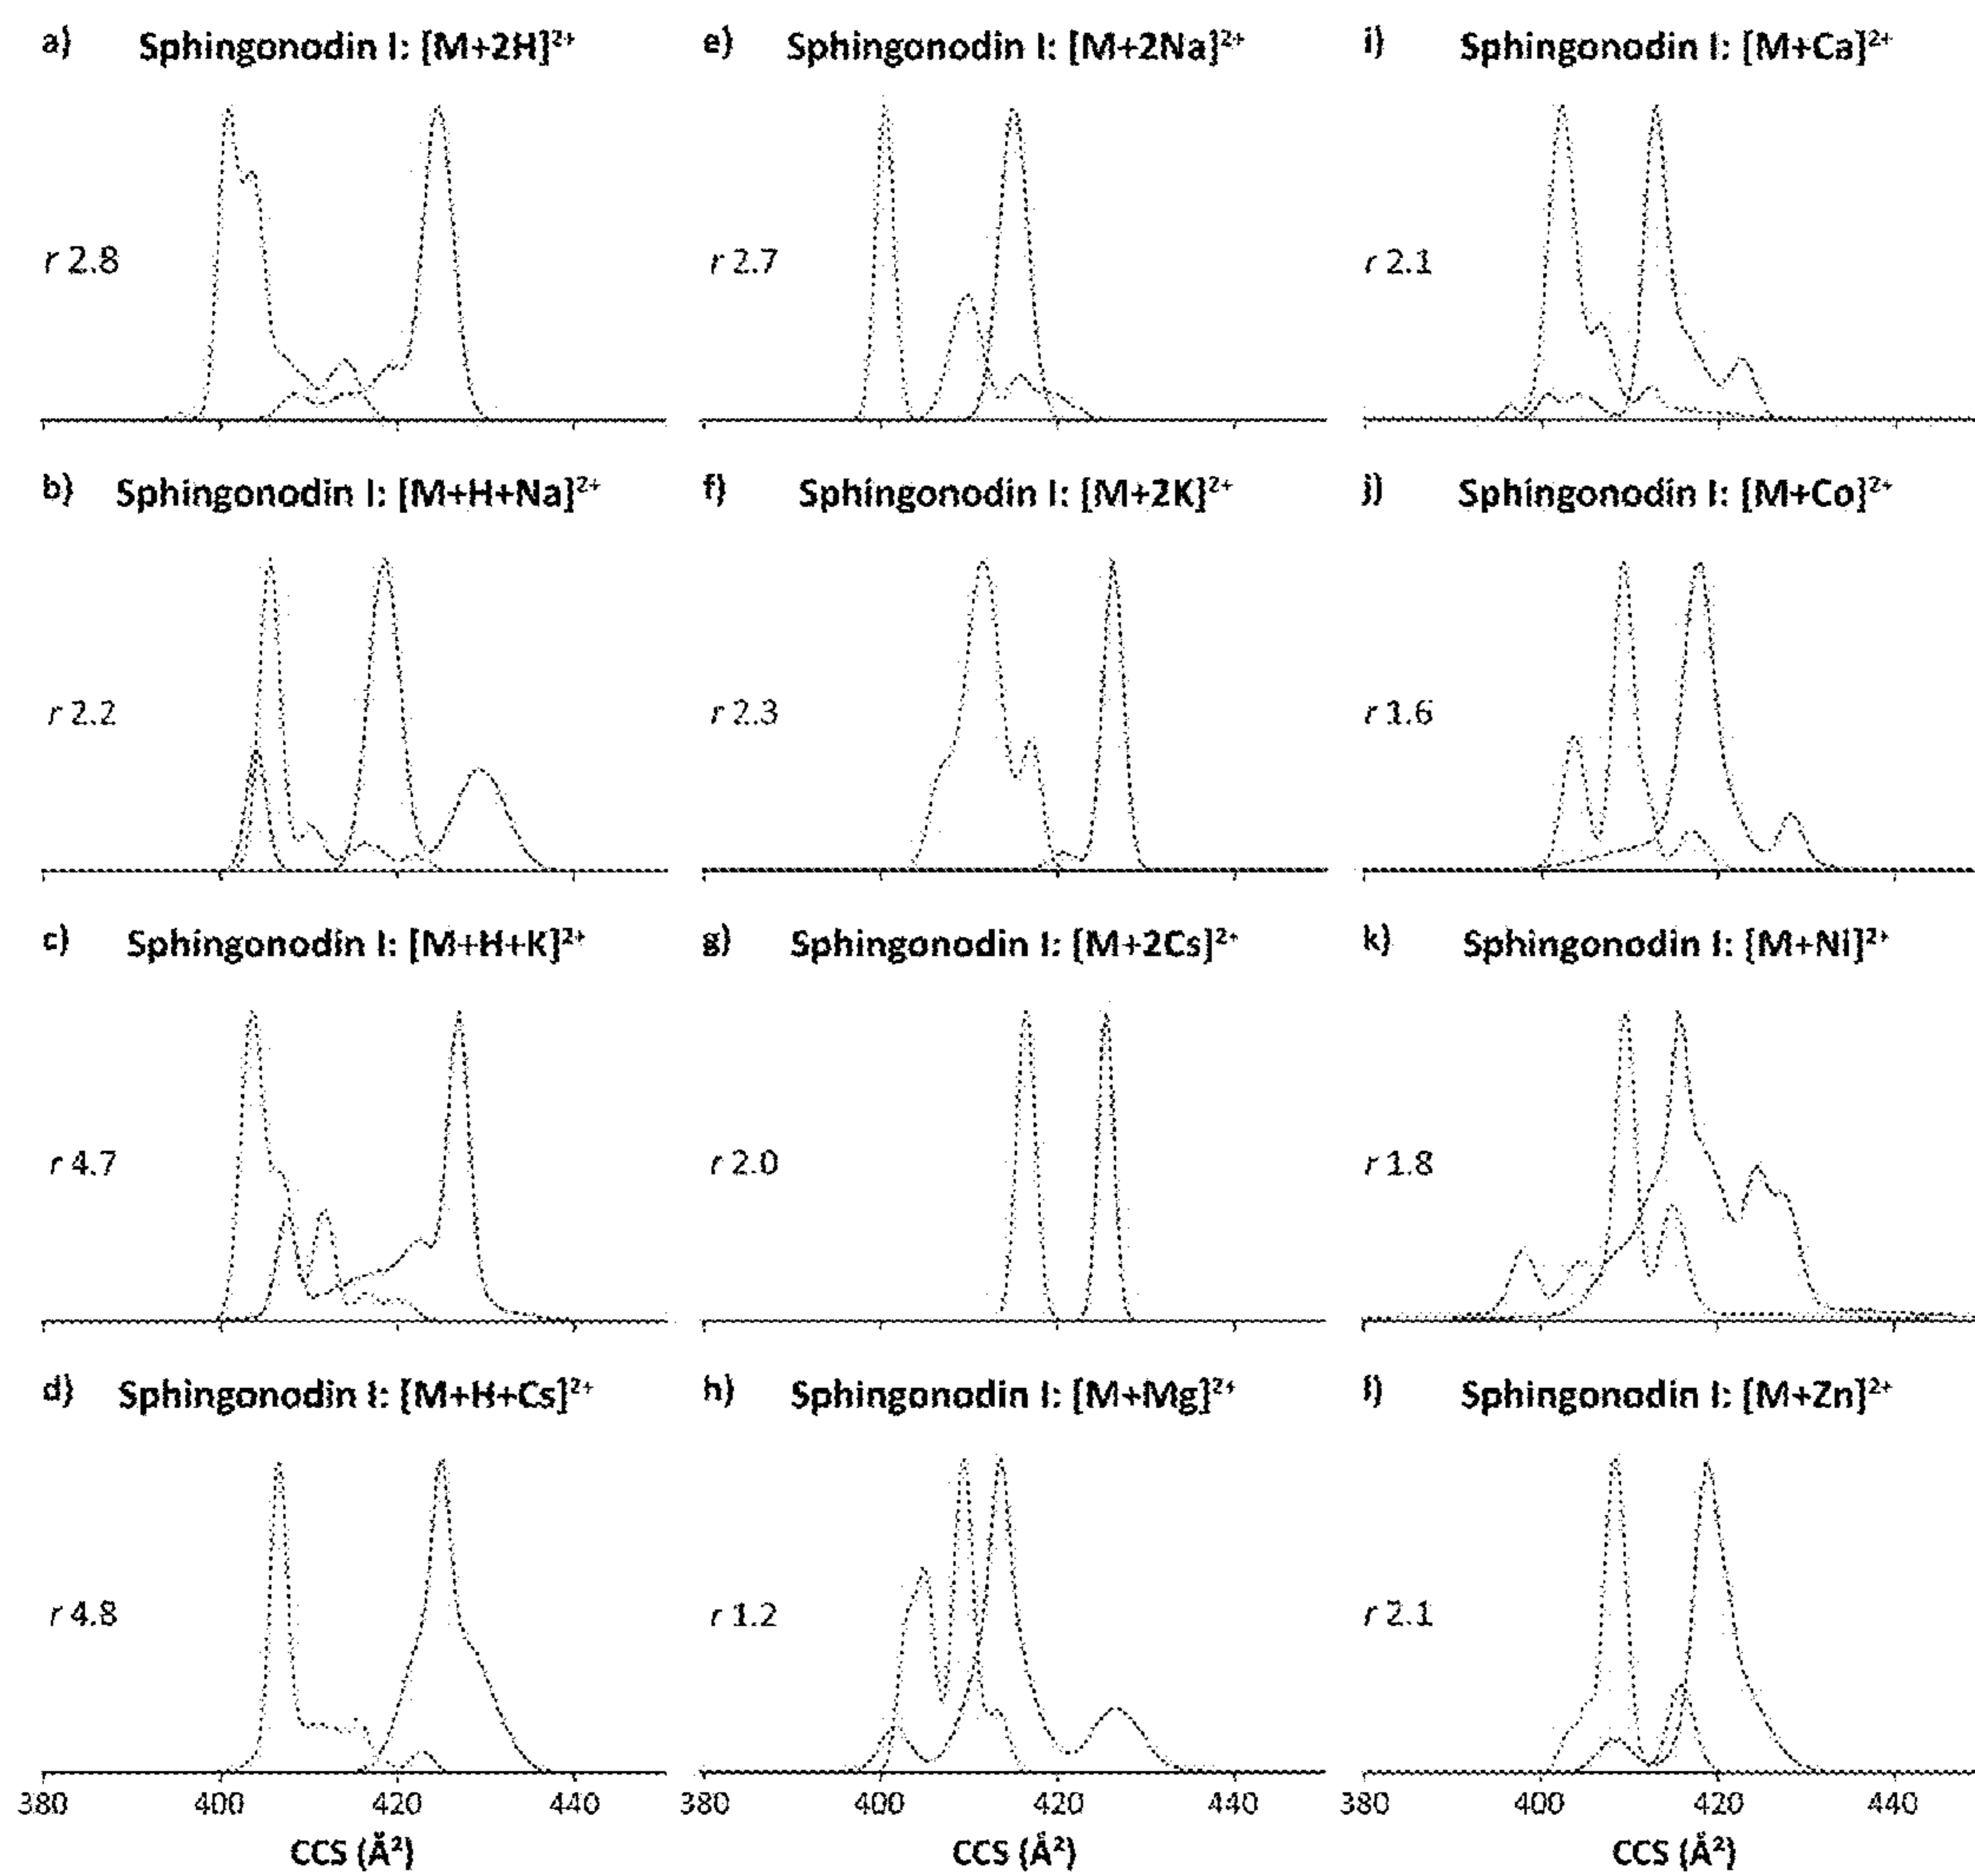 a) Sphingonodin I: [M+2H]²⁺
r 2.8
b) Sphingonodin I: [M+H+Na]²⁺
r 2.2
c) Sphingonodin I: [M+H+K]²⁺
r 4.7
d) Sphingonodin I: [M+H+Cs]²⁺
r 4.8
380 400 420 440
CCS (Å²)
e) Sphingonodin I: [M+2Na]²⁺
r 2.7
f) Sphingonodin I: [M+2K]²⁺
r 2.3
g) Sphingonodin I: [M+2Cs]²⁺
r 2.0
h) Sphingonodin I: [M+Mg]²⁺
r 1.2
380 400 420 440
CCS (Å²)
i) Sphingonodin I: [M+Ca]²⁺
r 2.1
j) Sphingonodin I: [M+Co]²⁺
r 1.6
k) Sphingonodin I: [M+Ni]²⁺
r 1.8
l) Sphingonodin I: [M+Zn]²⁺
r 2.1
380 400 420 440
CCS (Å²)